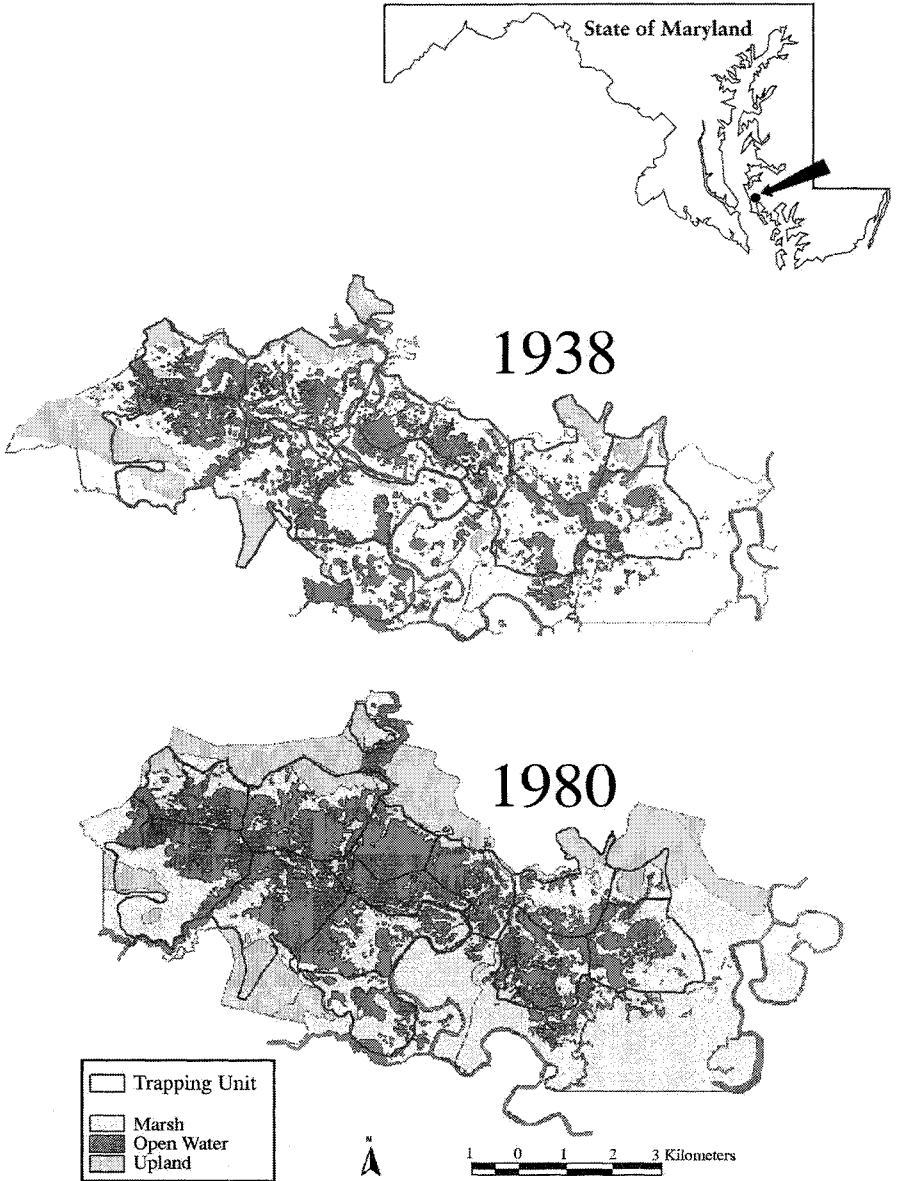 State of Maryland
1938
1980
Trapping Unit
Marsh
Open Water
Upland
N
1 0 1 2 3 Kilometers